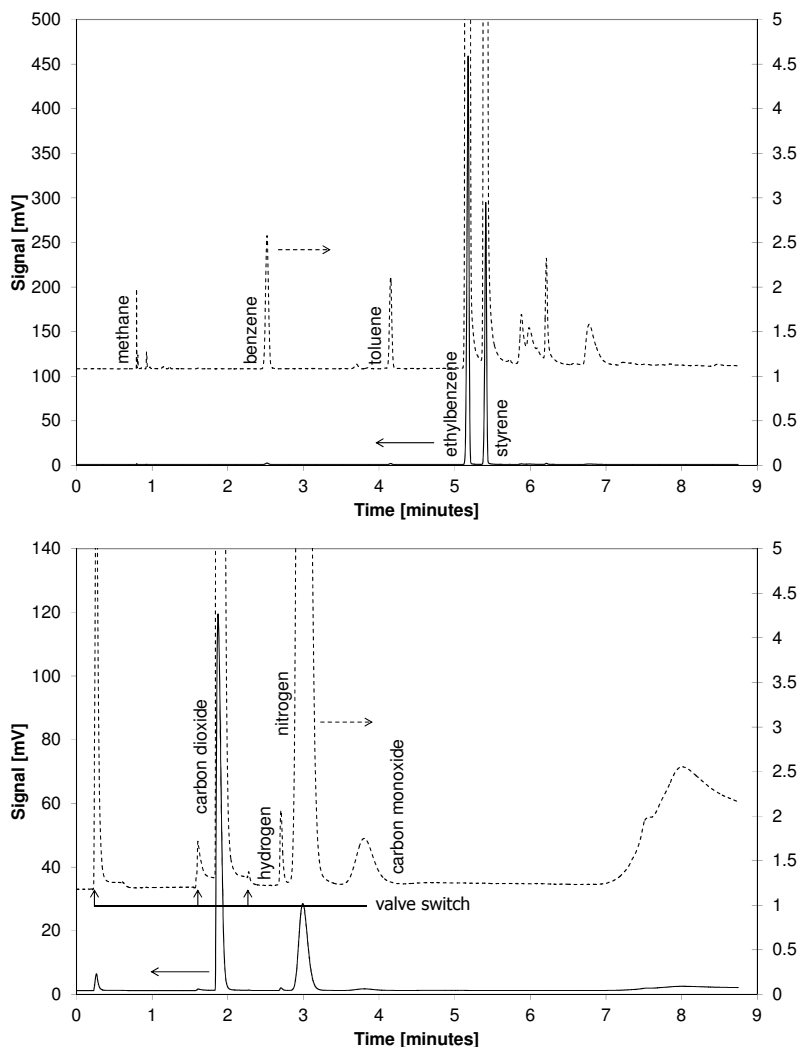 500
450
400
350
300
250
200
150
100
50
0
Signal [mV]
5
4.5
4
3.5
3
2.5
2
1.5
1
0.5
0
methane
benzene
toluene
ethylbenzene
styrene
0 1 2 3 4 5 6 7 8 9
Time [minutes]
140
120
100
80
60
40
20
0
Signal [mV]
5
4.5
4
3.5
3
2.5
2
1.5
1
0.5
0
carbon dioxide
hydrogen
nitrogen
carbon monoxide
valve switch
0 1 2 3 4 5 6 7 8 9
Time [minutes]